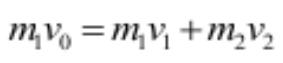 m₁v₀ = m₁v₁ + m₂v₂